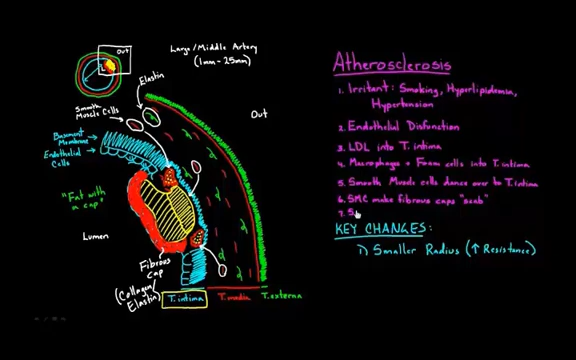 Out
L
Large/Middle Artery
(1mm-25mm)
Elastin
Smooth
Muscle Cells
Out
Basement
Membrane
Endothelial
Cells
"Fat with
a cap"
Lumen
Fibrous
Cap
(Collagen
Elastin)
T.intima
T.media
T.externa
Atherosclerosis
1. Irritant: Smoking, Hyperlipidemia,
Hypertension
2. Endothelial Disfunction
3. LDL into T.intima
4. Macrophages → Foam cells into T.intima
5. Smooth Muscle cells dance over to T.intima
6. SMC make fibrous caps "scab"
7. S
KEY CHANGES:
1) Smaller Radius (↑ Resistance)